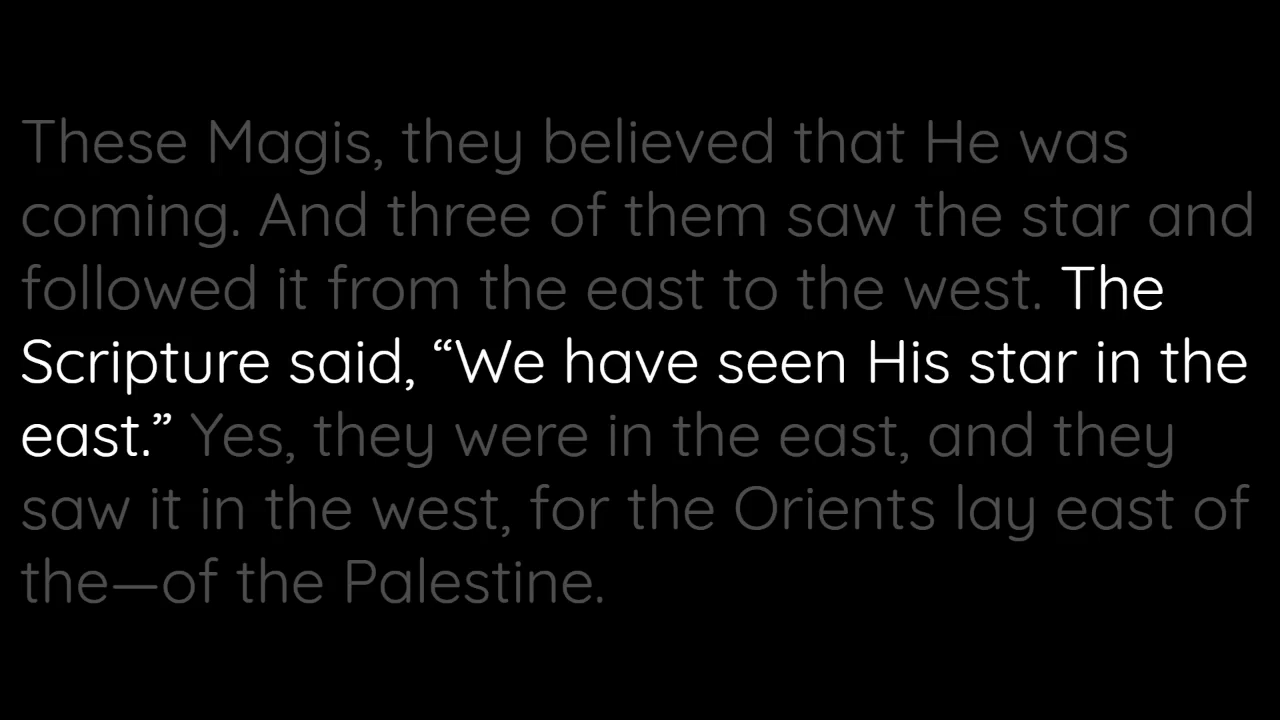 These Magis, they believed that He was
coming. And three of them saw the star and
followed it from the east to the west. The
Scripture said, “We have seen His star in the
east.” Yes, they were in the east, and they
saw it in the west, for the Orients lay east of
the—of the Palestine.